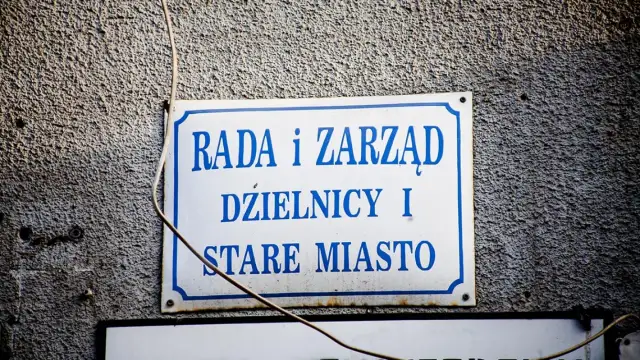 RADA i ZARZĄD
DZIELNICY I
STARE MIASTO